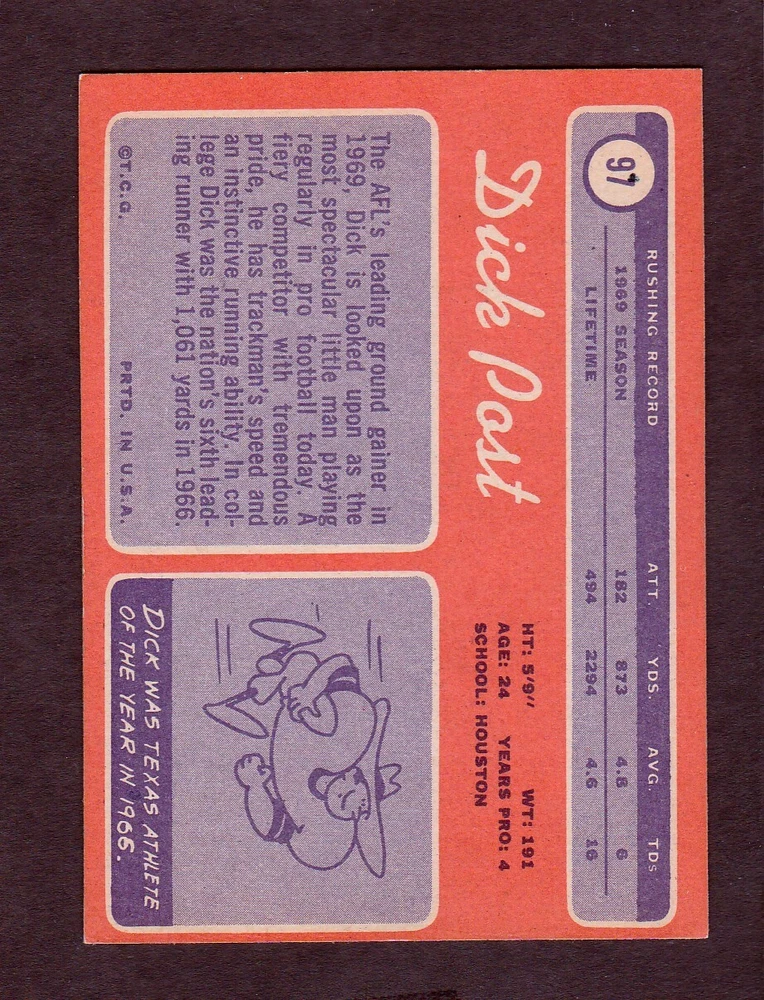 97
RUSHING RECORD ATT. YDS. AVG. TDs
1969 SEASON 182 873 4.8 6
LIFETIME 494 2294 4.6 16
Dick Post
HT: 5'9" WT: 191
AGE: 24 YEARS PRO: 4
SCHOOL: HOUSTON
The AFL's leading ground gainer in
1969, Dick is looked upon as the
most spectacular little man playing
regularly in pro football today. A
fiery competitor with tremendous
pride, he has trackman's speed and
an instinctive running ability. In col-
lege Dick was the nation's sixth lead-
ing runner with 1,061 yards in 1966.
©T.C.G. PRTD. IN U.S.A.
DICK WAS TEXAS ATHLETE
OF THE YEAR IN 1966.